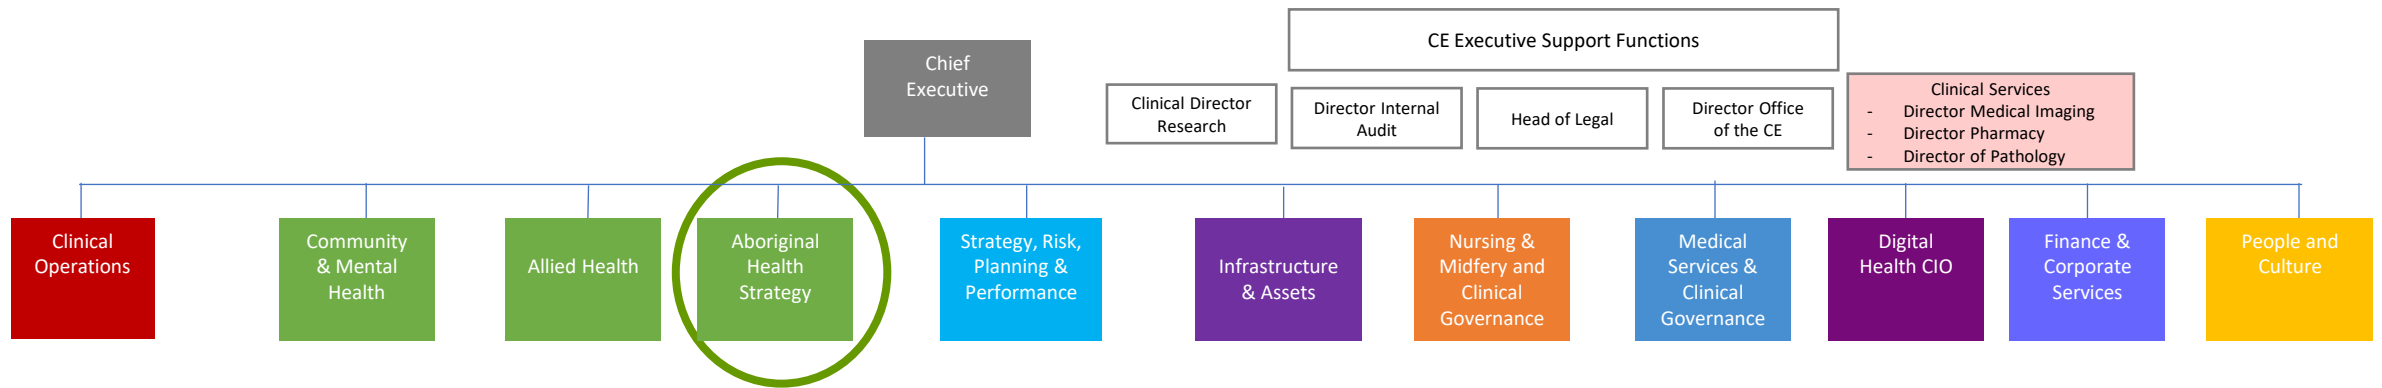 CE Executive Support Functions
Chief
Executive
Clinical Director
Research
Director Internal
Audit
Head of Legal
Director Office
of the CE
Clinical Services
- Director Medical Imaging
- Director Pharmacy
- Director of Pathology
Clinical
Operations
Community
& Mental
Health
Allied Health
Aboriginal
Health
Strategy
Strategy, Risk,
Planning &
Performance
Infrastructure
& Assets
Nursing &
Midfery and
Clinical
Governance
Medical
Services &
Clinical
Governance
Digital
Health CIO
Finance &
Corporate
Services
People and
Culture